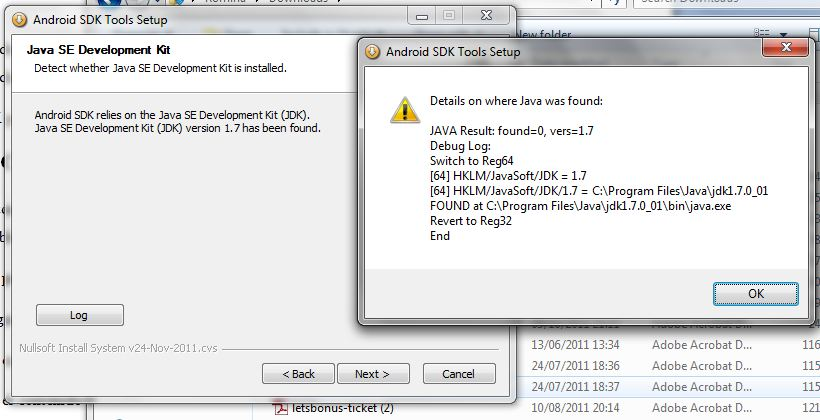 Romina
Downloads
Search Downloads
Android SDK Tools Setup
Java SE Development Kit
Detect whether Java SE Development Kit is installed.
Android SDK relies on the Java SE Development Kit (JDK).
Java SE Development Kit (JDK) version 1.7 has been found.
Log
Nullsoft Install System v24-Nov-2011.cvs
< Back
Next >
Cancel
New folder
Android SDK Tools Setup
Details on where Java was found:
JAVA Result: found=0, vers=1.7
Debug Log:
Switch to Reg64
[64] HKLM/JavaSoft/JDK = 1.7
[64] HKLM/JavaSoft/JDK/1.7 = C:\Program Files\Java\jdk1.7.0_01
FOUND at C:\Program Files\Java\jdk1.7.0_01\bin\java.exe
Revert to Reg32
End
OK
13/06/2011 13:34 Adobe Acrobat D... 116
24/07/2011 18:36 Adobe Acrobat D... 115
24/07/2011 18:37 Adobe Acrobat D... 115
letsbonus-ticket (2) 10/08/2011 20:14 Adobe Acrobat D... 121